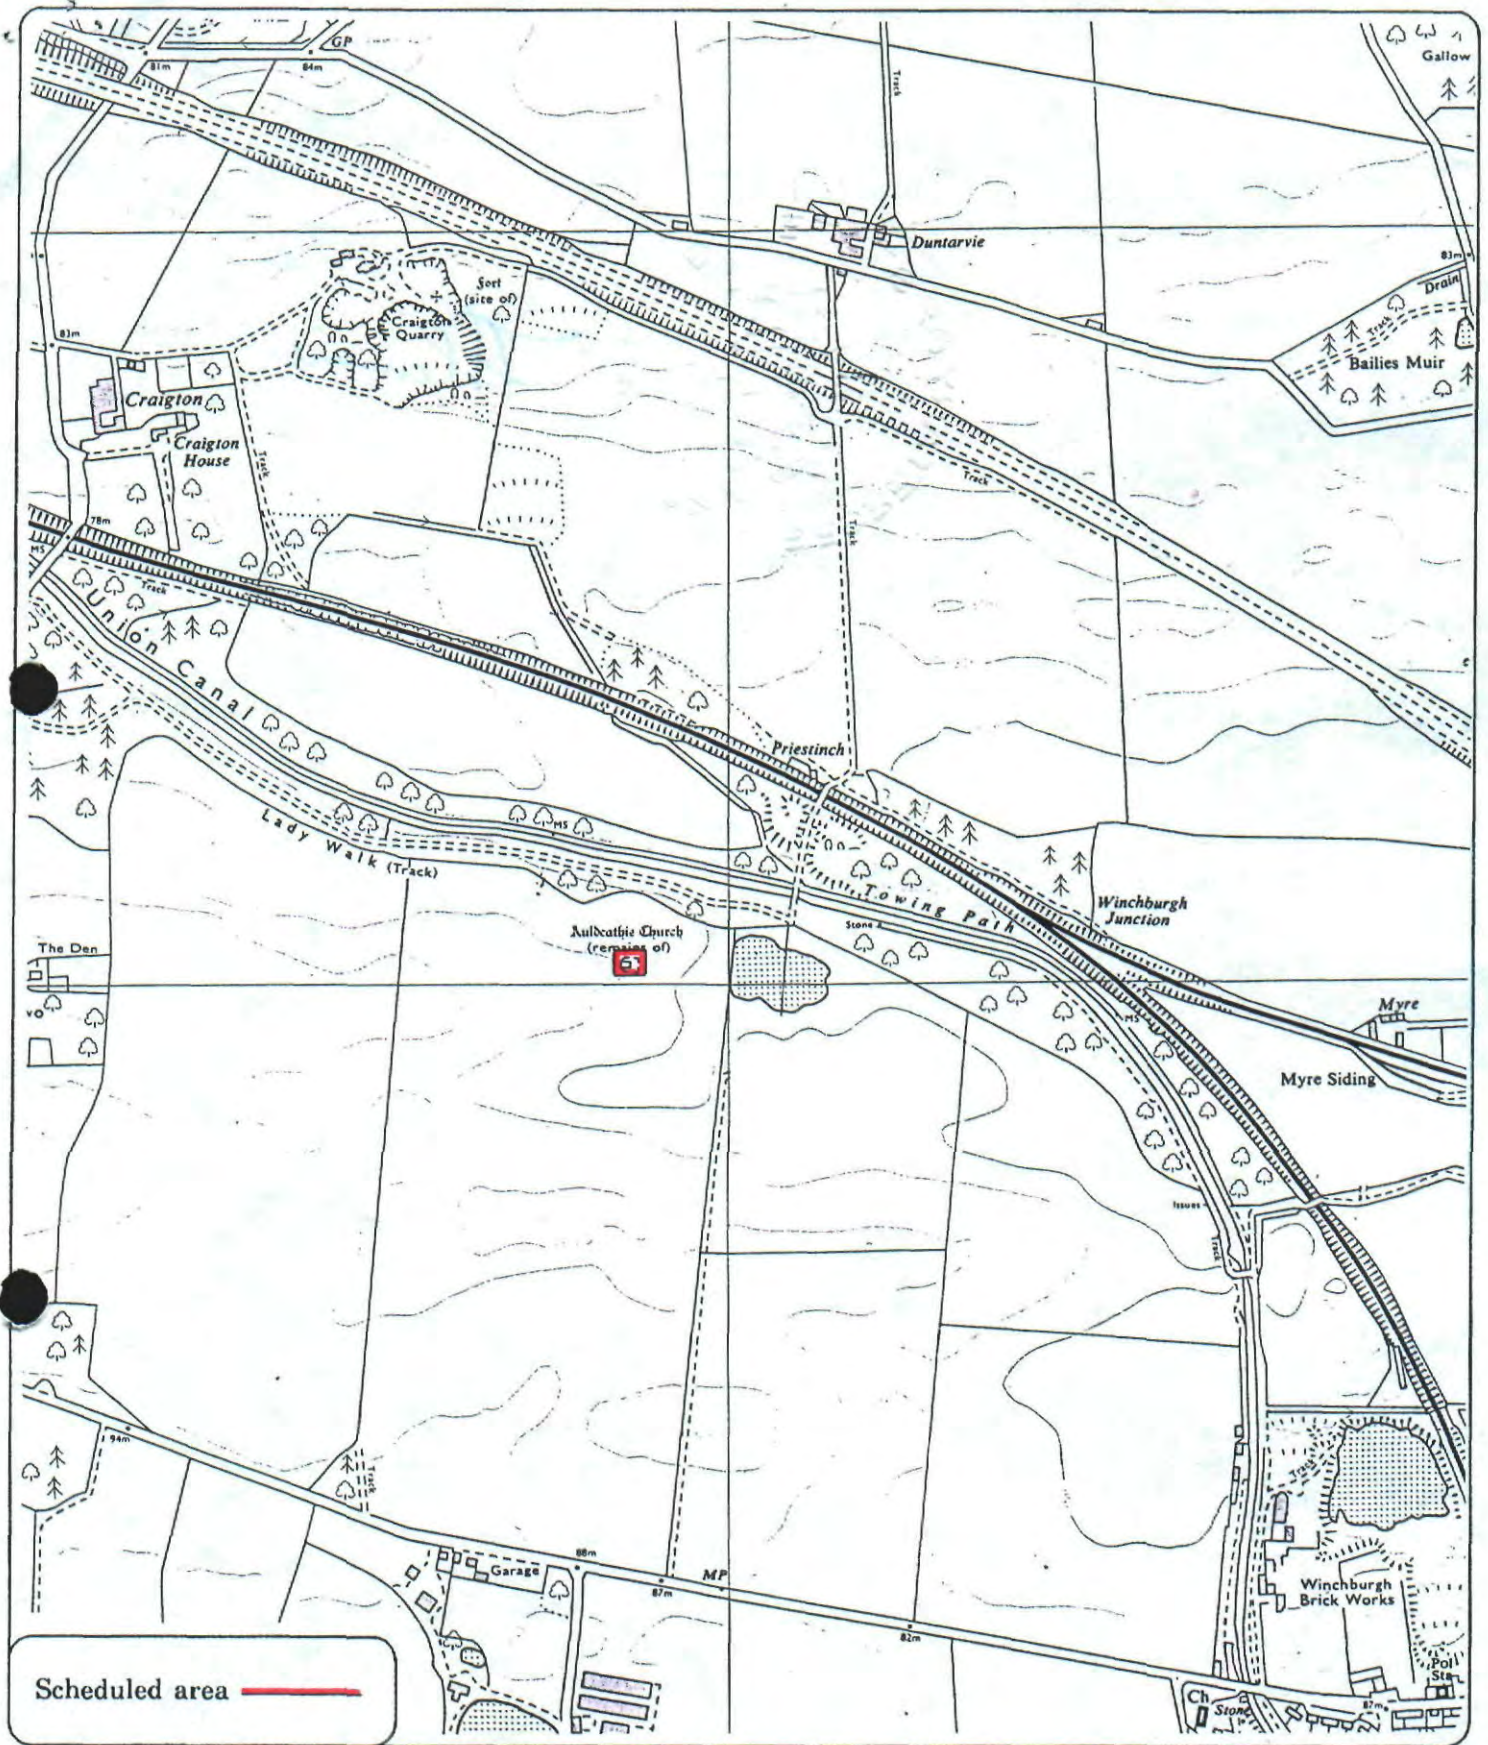 GP
81m
84m
Track
Gallow
Duntarvie
83m
Drain
Track
Bailies Muir
Fort
(site of)
Craigton
Quarry
83m
Craigton
Craigton
House
Track
Track
Track
78m
MS
Track
Union Canal
Priestinch
MS
Lady Walk (Track)
Towing Path
Winchburgh
Junction
Auldcathie Church
(remains of)
Stone
The Den
MS
Myre
Myre Siding
Issues
Track
94m
Track
Track
88m
Garage
87m
MP
82m
Winchburgh
Brick Works
Pol
Sta
Ch
Stone
87m
Scheduled area